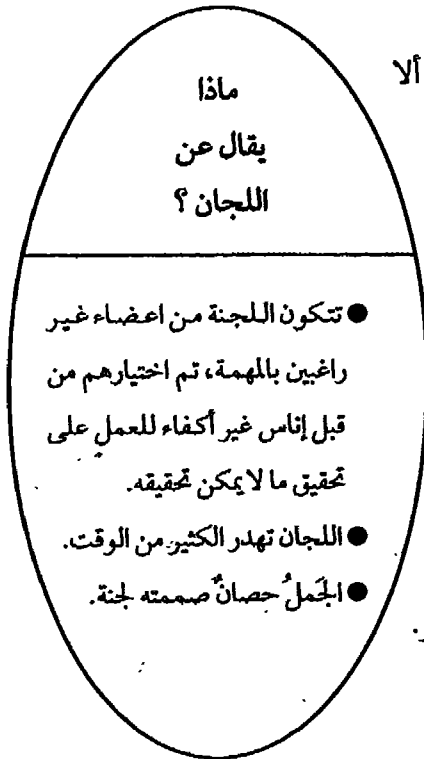 ألا
ماذا
يقال عن
اللجان ؟
● تتكون اللجنة من اعضاء غير
راغبين بالمهمة، تم اختيارهم من
قبل إناس غير أكفاء للعمل على
تحقيق ما لا يمكن تحقيقه.
● اللجان تهدر الكثير من الوقت.
● الجَملُ حصانٌ صممته لجنة.